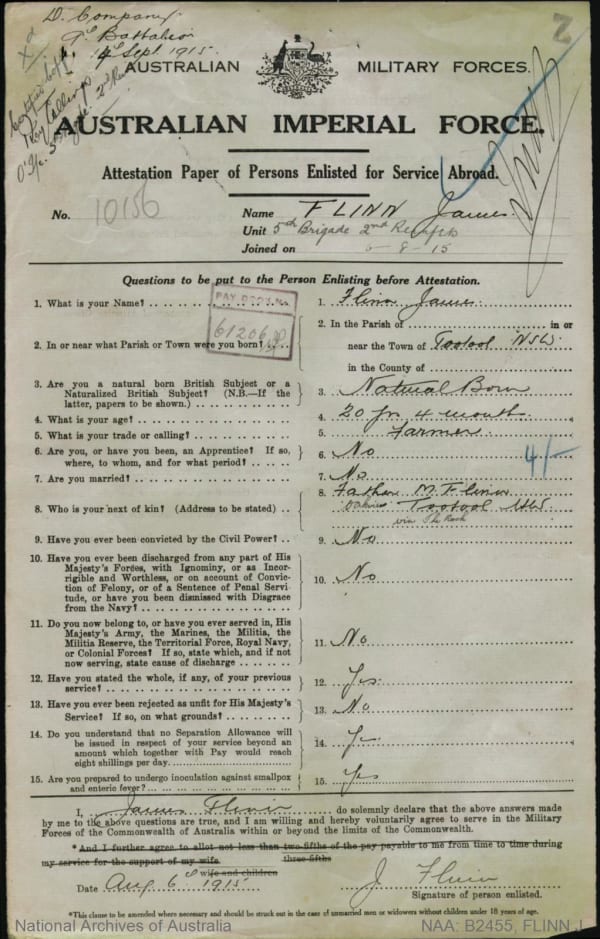 D. Company
Battalion
Sept 1915
2
AUSTRALIAN MILITARY FORCES.
AUSTRALIAN IMPERIAL FORCE.
Attestation Paper of Persons Enlisted for Service Abroad.
No. 10156
Name FLINN James.
Unit 5th Brigade 2nd Reinfts
Joined on 6-8-15
Questions to be put to the Person Enlisting before Attestation.
1. What is your Name?
1. Flinn James.
PAY BOOK No.
61206
2. In or near what Parish or Town were you born?
2. In the Parish of in or
near the Town of Tootool NSW.
in the County of
3. Are you a natural born British Subject or a
Naturalized British Subject? (N.B.—If the
latter, papers to be shown.)
3. Natural Born
4. What is your age?
4. 20 yrs 4 months
5. What is your trade or calling?
5. Farmer.
6. Are you, or have you been, an Apprentice? If so,
where, to whom, and for what period?
6. No
4/-
7. Are you married?
7. No
8. Who is your next of kin? (Address to be stated)
8. Father M. Flinn
Tootool NSW
via The Rock
9. Have you ever been convicted by the Civil Power?
9. No
10. Have you ever been discharged from any part of His
Majesty's Forces, with Ignominy, or as Incor-
rigible and Worthless, or on account of Convic-
tion of Felony, or of a Sentence of Penal Servi-
tude, or have you been dismissed with Disgrace
from the Navy?
10. No
11. Do you now belong to, or have you ever served in, His
Majesty's Army, the Marines, the Militia, the
Militia Reserve, the Territorial Force, Royal Navy,
or Colonial Forces? If so, state which, and if not
now serving, state cause of discharge
11. No
12. Have you stated the whole, if any, of your previous
service?
12. Yes.
13. Have you ever been rejected as unfit for His Majesty's
Service? If so, on what grounds?
13. No
14. Do you understand that no Separation Allowance will
be issued in respect of your service beyond an
amount which together with Pay would reach
eight shillings per day.
14. Yes
15. Are you prepared to undergo inoculation against smallpox
and enteric fever?
15. Yes
I, James Flinn do solemnly declare that the above answers made
by me to the above questions are true, and I am willing and hereby voluntarily agree to serve in the Military
Forces of the Commonwealth of Australia within or beyond the limits of the Commonwealth.
* And I further agree to allot not less than two-fifths of the pay payable to me from time to time during
three-fifths
my service for the support of my wife
wife and children
Date Aug 6th 1915
J Flinn
Signature of person enlisted.
*This clause to be amended where necessary and should be struck out in the case of unmarried men or widowers without children under 18 years of age.
National Archives of Australia
NAA: B2455, FLINN J